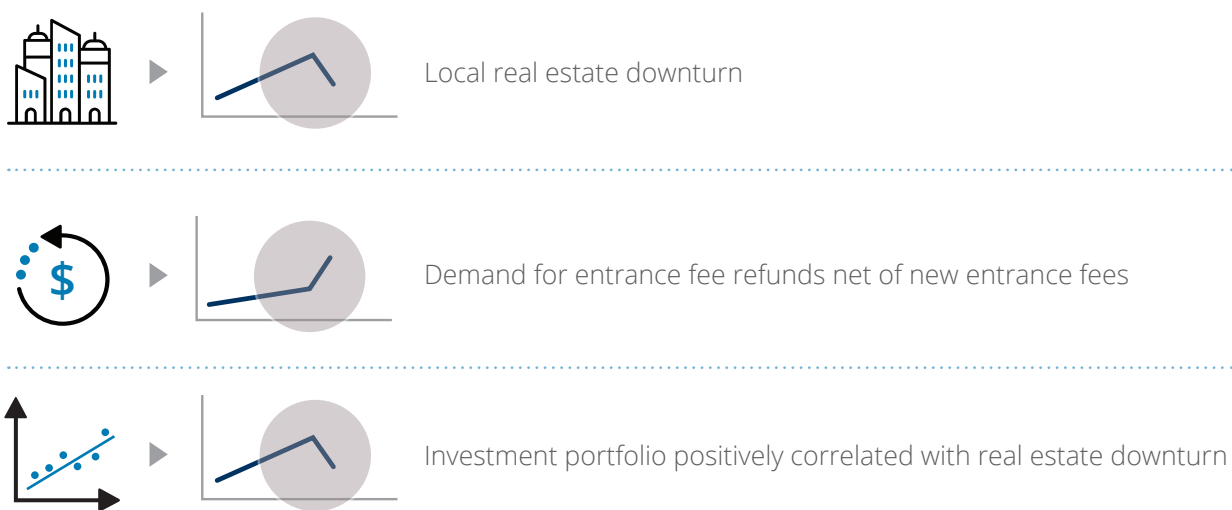 Local real estate downturn
$
Demand for entrance fee refunds net of new entrance fees
Investment portfolio positively correlated with real estate downturn